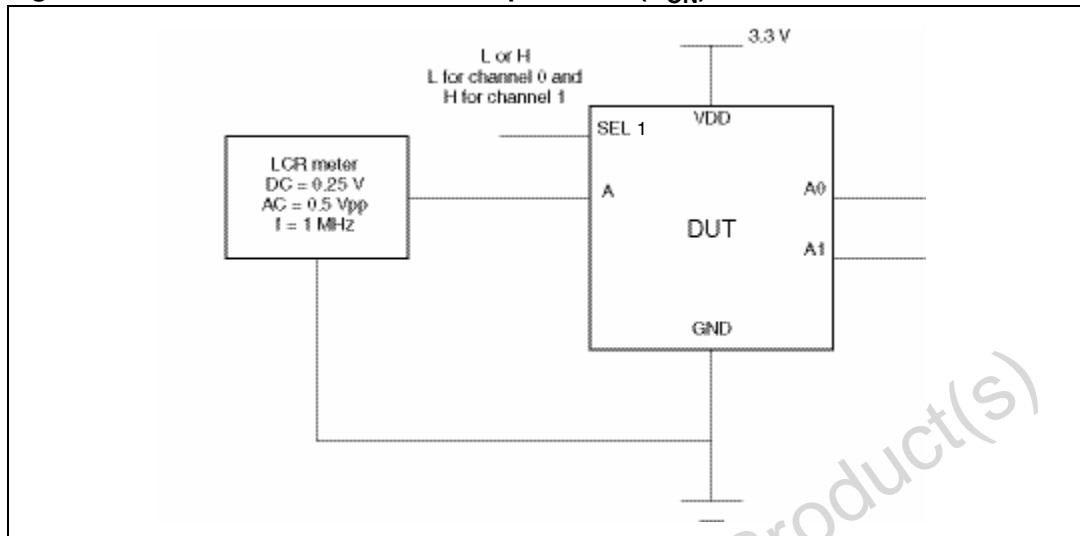 3.3 V
L or H
L for channel 0 and
H for channel 1
SEL 1
VDD
LCR meter
DC = 0.25 V
AC = 0.5 Vpp
f = 1 MHz
A
A0
DUT
A1
GND
roduct(s)